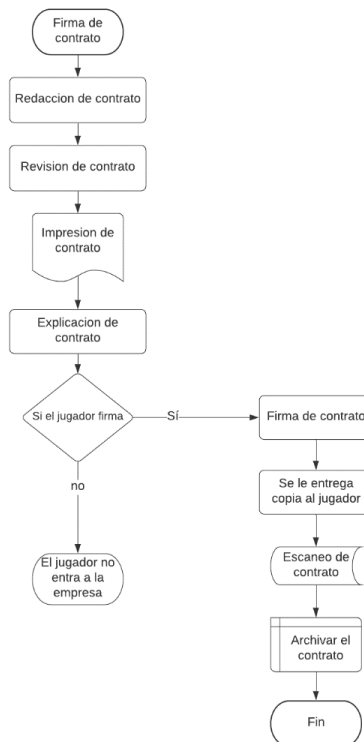 Firma de
contrato
Redaccion de contrato
Revision de contrato
Impresion de
contrato
Explicacion de
contrato
Si el jugador firma
Sí
no
El jugador no
entra a la
empresa
Firma de contrato
Se le entrega
copia al jugador
Escaneo de
contrato
Archivar el
contrato
Fin